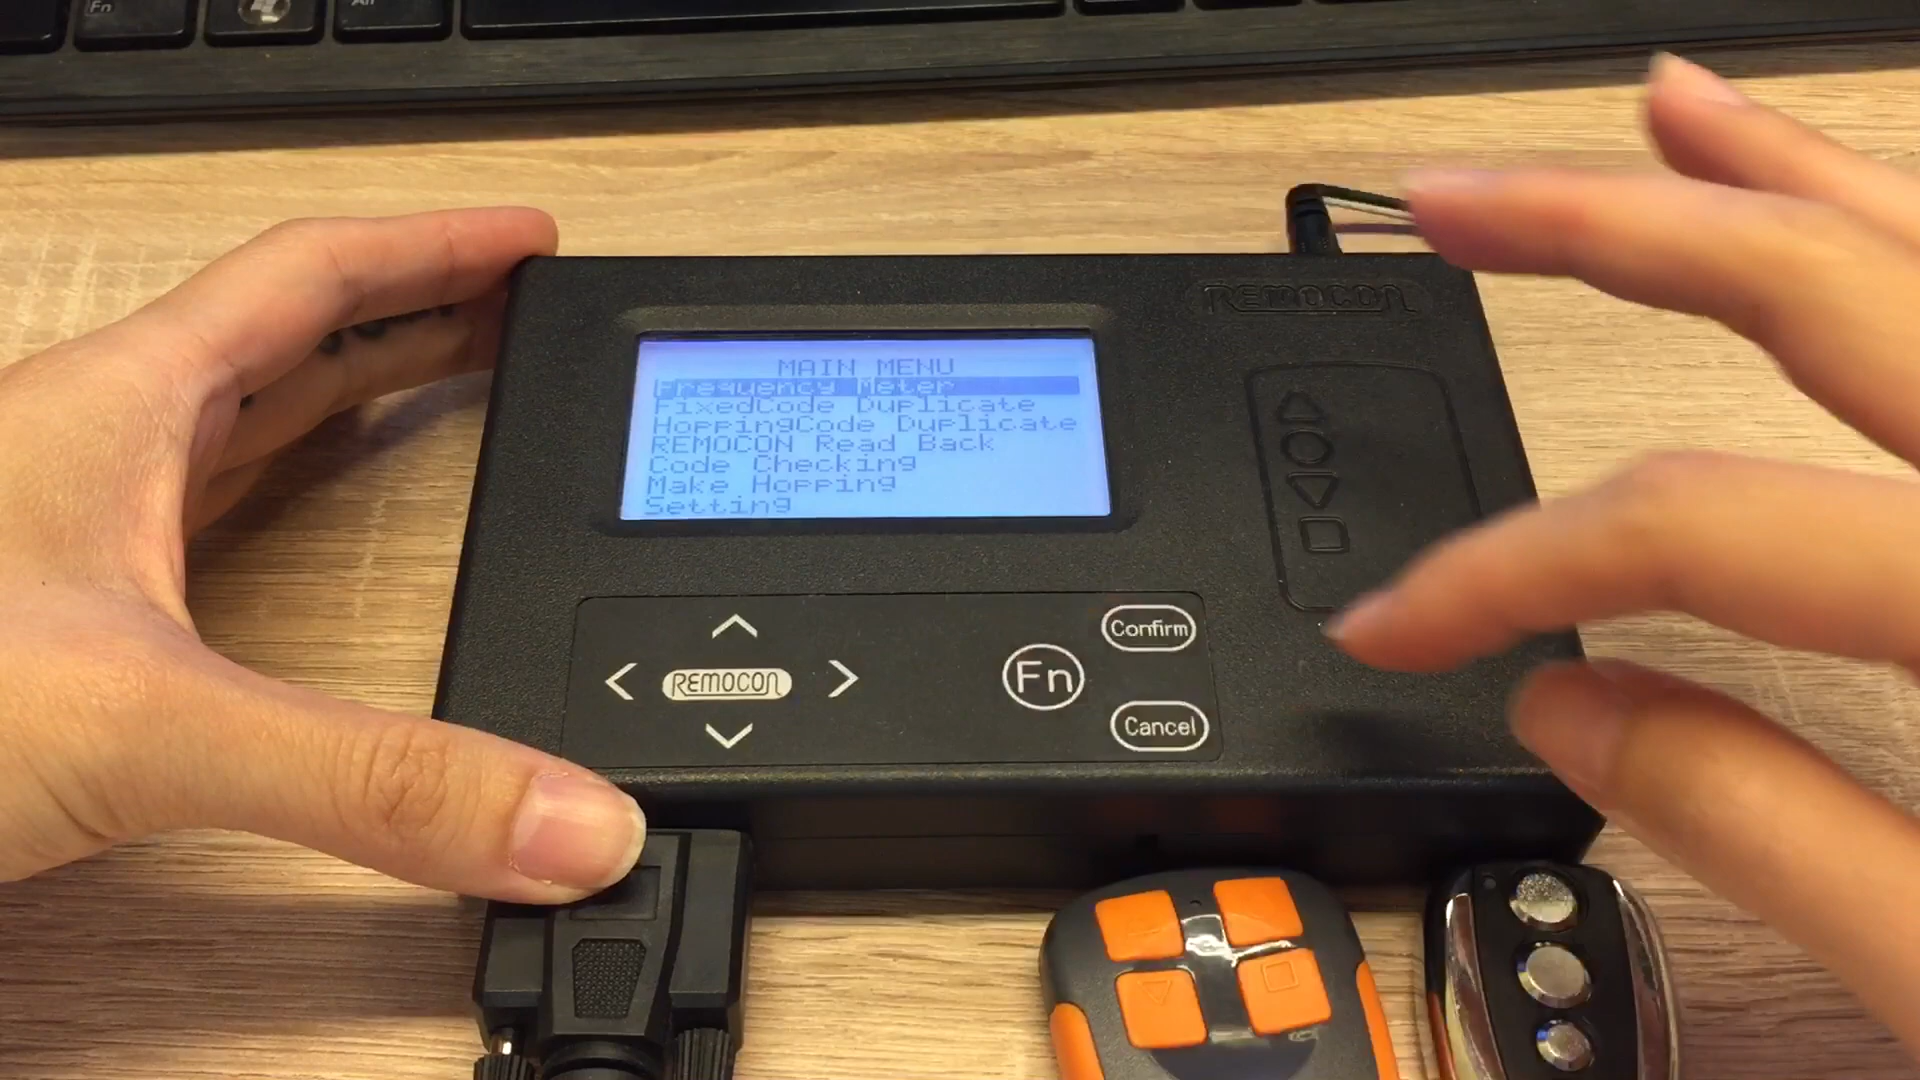 Fn
REMOCON
MAIN MENU
Frequency Meter
FixedCode Duplicate
HoppingCode Duplicate
REMOCON Read Back
Code Checking
Make Hopping
Setting
Confirm
REMOCON
Fn
Cancel